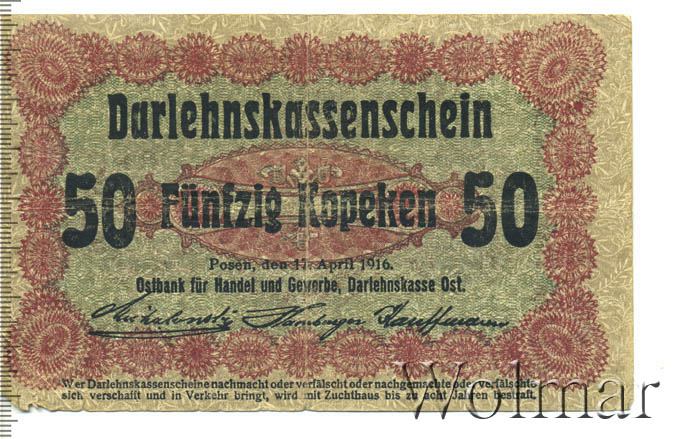 Darlehnskassenschein
50 Fünfzig Kopeken 50
Posen, den 17. April 1916.
Ostbank für Handel und Gewerbe, Darlehnskasse Ost.
Hamburger Kauffmann
Wer Darlehnskassenscheine nachmacht oder verfälscht oder nachgemachte oder verfälschte
sich verschafft und in Verkehr bringt, wird mit Zuchthaus bis zu acht Jahren bestraft.
Wolmar